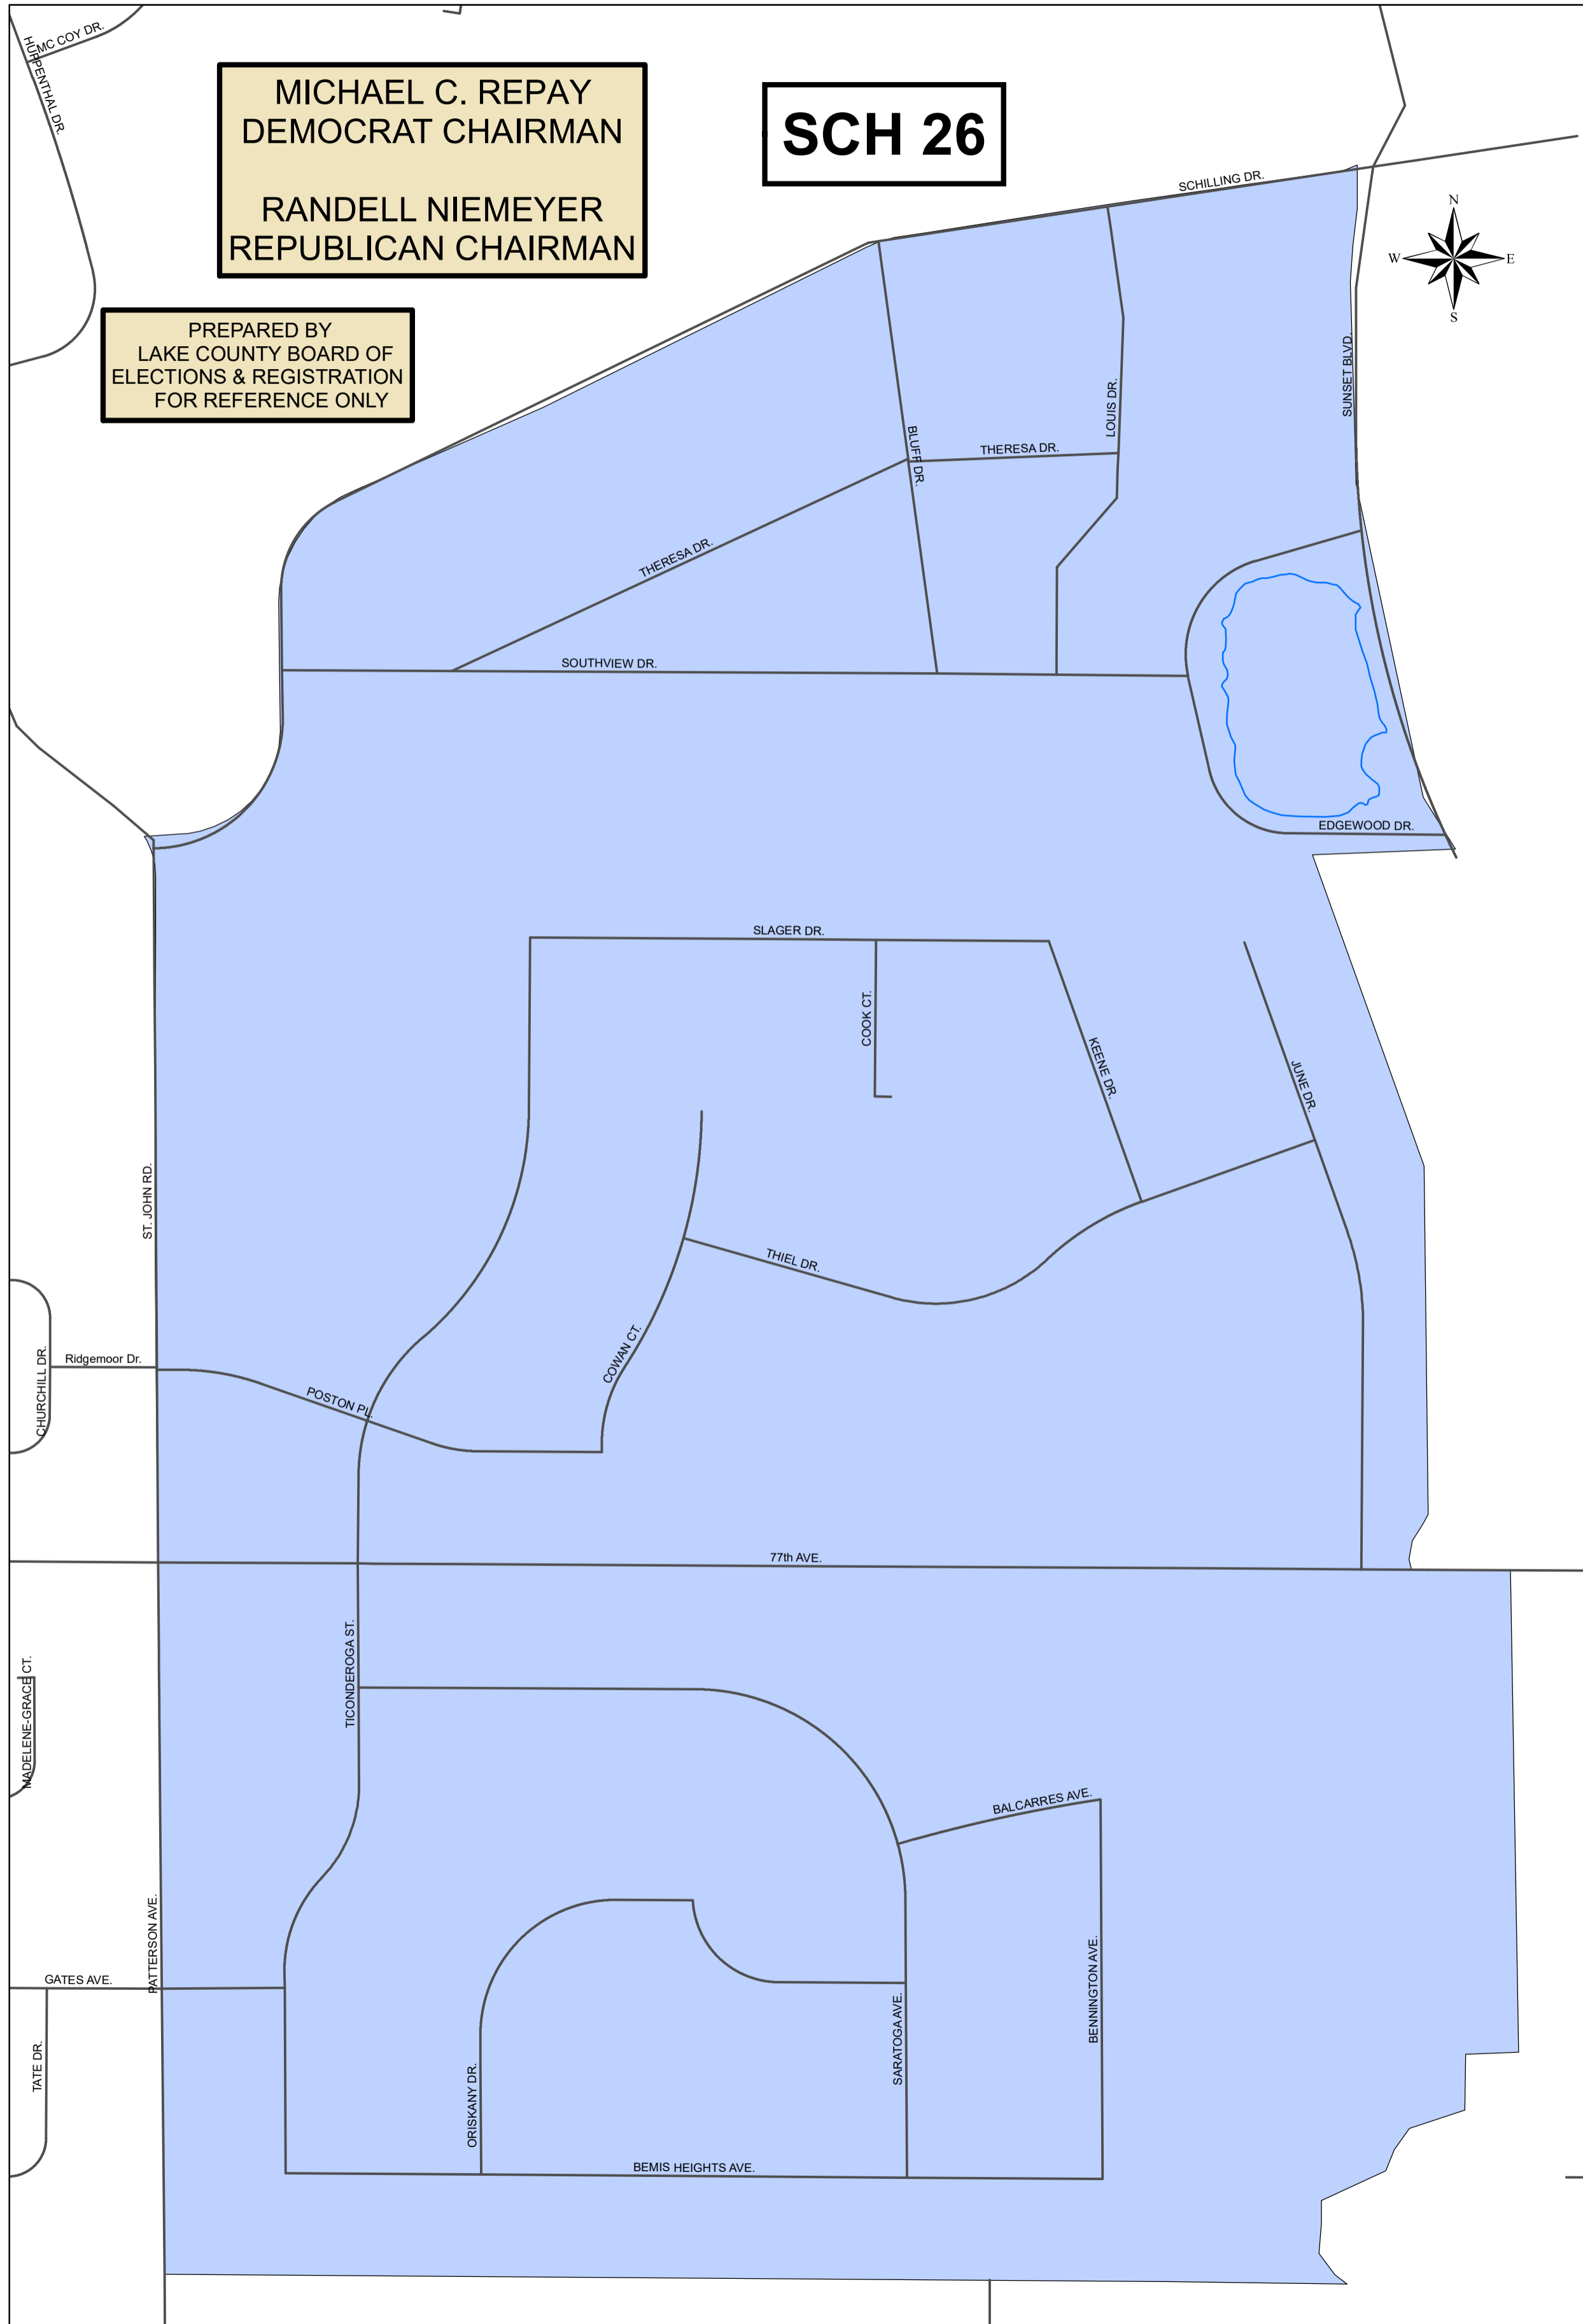 MC COY DR.
HUPPENTHAL DR.
MICHAEL C. REPAY
DEMOCRAT CHAIRMAN
RANDELL NIEMEYER
REPUBLICAN CHAIRMAN
SCH 26
PREPARED BY
LAKE COUNTY BOARD OF
ELECTIONS & REGISTRATION
FOR REFERENCE ONLY
SCHILLING DR.
N
W
E
S
SUNSET BLVD.
LOUIS DR.
BLUFF DR.
THERESA DR.
THERESA DR.
SOUTHVIEW DR.
EDGEWOOD DR.
SLAGER DR.
COOK CT.
KEENE DR.
JUNE DR.
ST. JOHN RD.
THIEL DR.
COWAN CT.
CHURCHILL DR.
Ridgemoor Dr.
POSTON PL.
77th AVE.
TICONDEROGA ST.
MADELENE-GRACE CT.
BALCARRES AVE.
PATTERSON AVE.
GATES AVE.
BENNINGTON AVE.
SARATOGA AVE.
TATE DR.
ORISKANY DR.
BEMIS HEIGHTS AVE.